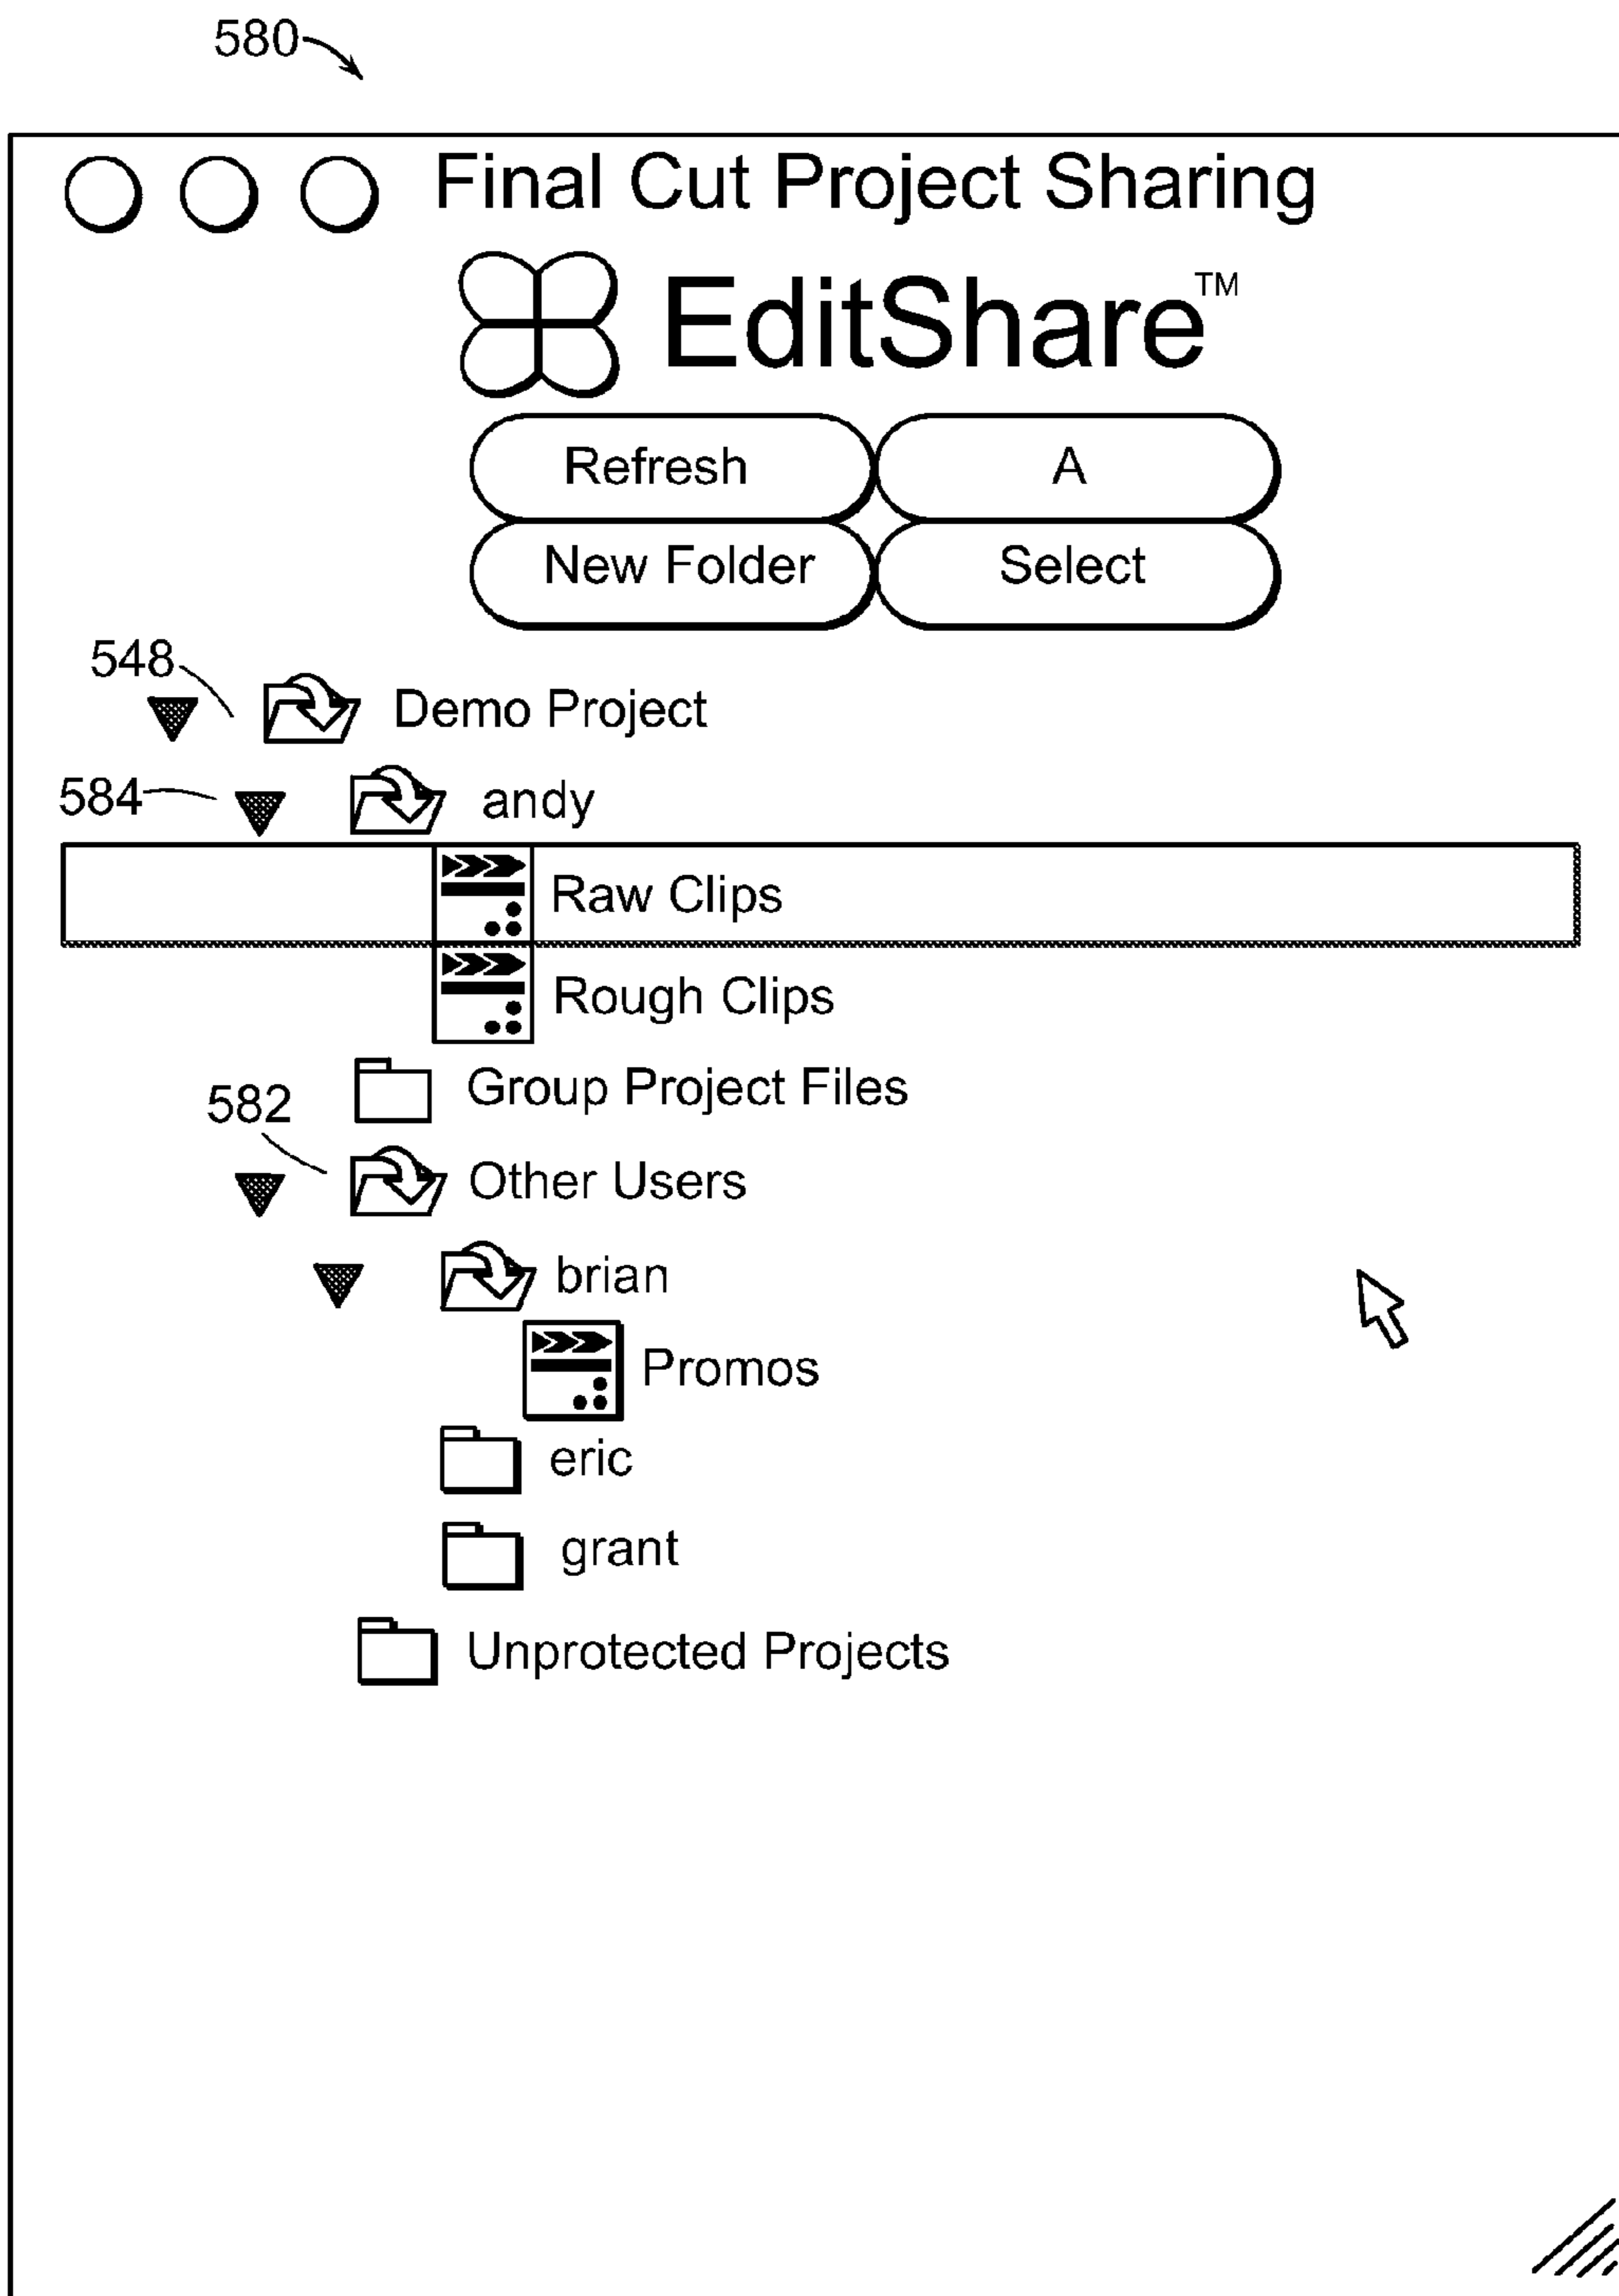 580
Final Cut Project Sharing
EditShare™
Refresh A
New Folder Select
548
Demo Project
584 andy
Raw Clips
Rough Clips
Group Project Files
582
Other Users
brian
Promos
eric
grant
Unprotected Projects